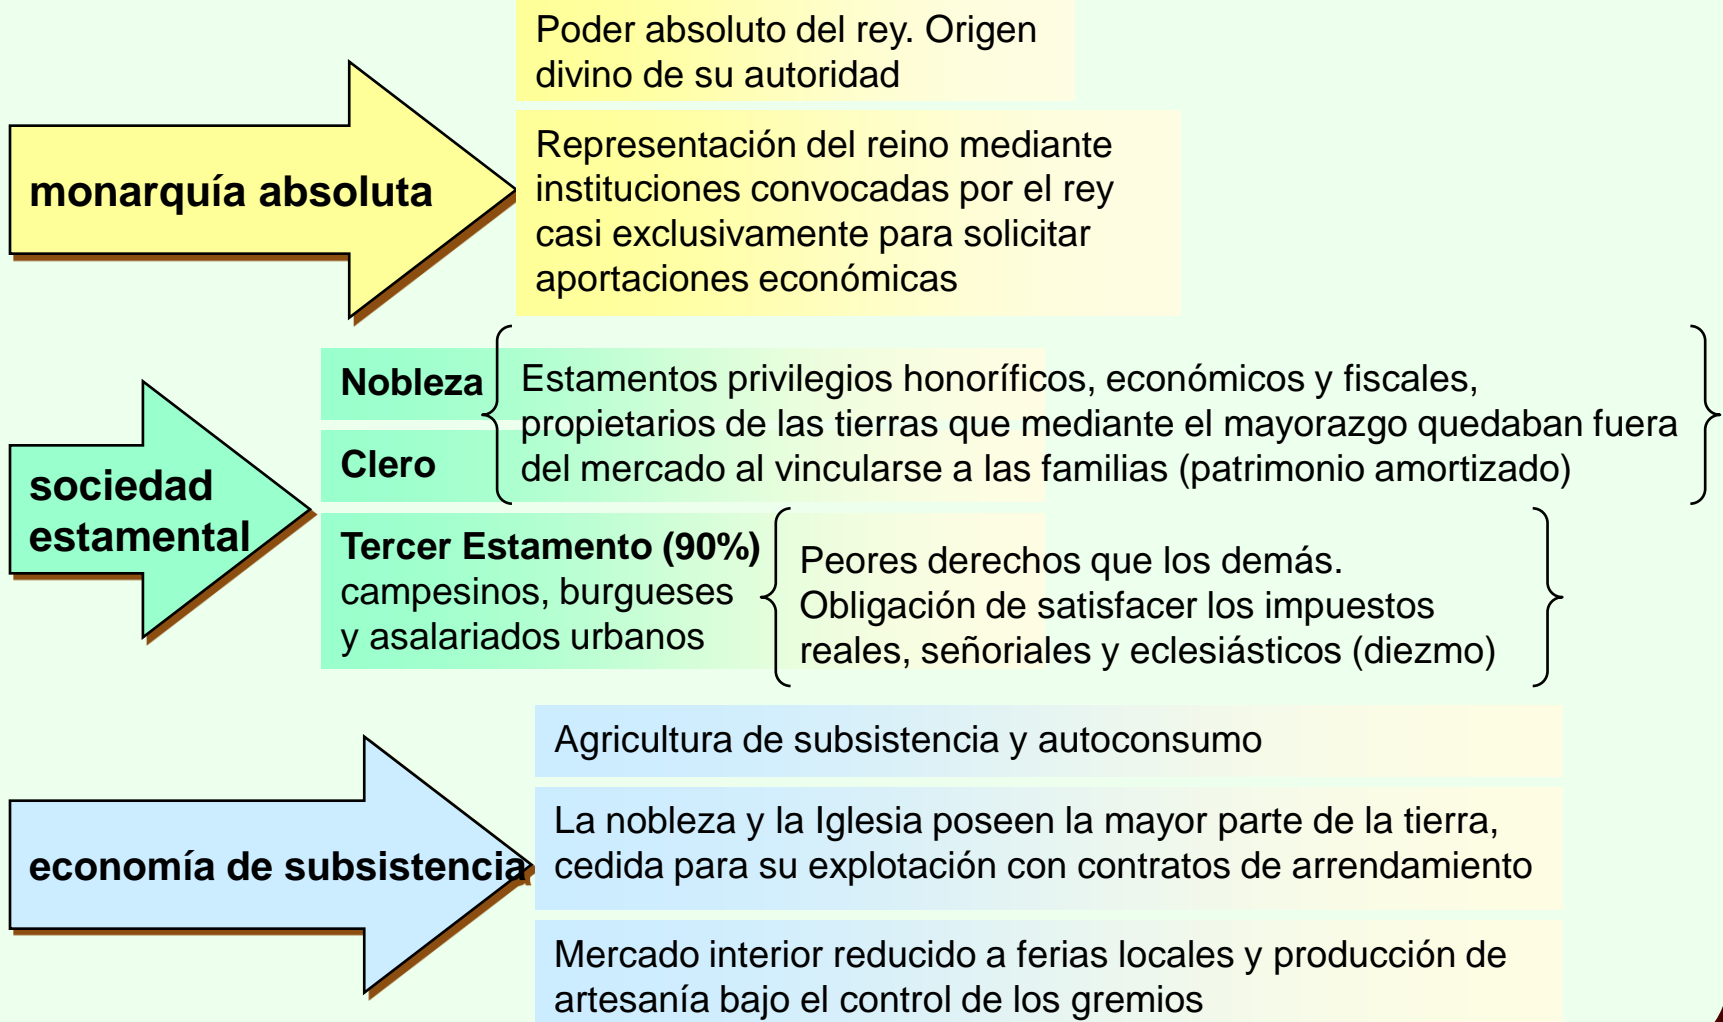 Poder absoluto del rey. Origen
divino de su autoridad
monarquía absoluta
Representación del reino mediante
instituciones convocadas por el rey
casi exclusivamente para solicitar
aportaciones económicas
sociedad
estamental
Nobleza
Clero
Estamentos privilegios honoríficos, económicos y fiscales,
propietarios de las tierras que mediante el mayorazgo quedaban fuera
del mercado al vincularse a las familias (patrimonio amortizado)
Tercer Estamento (90%)
campesinos, burgueses
y asalariados urbanos
Peores derechos que los demás.
Obligación de satisfacer los impuestos
reales, señoriales y eclesiásticos (diezmo)
economía de subsistencia
Agricultura de subsistencia y autoconsumo
La nobleza y la Iglesia poseen la mayor parte de la tierra,
cedida para su explotación con contratos de arrendamiento
Mercado interior reducido a ferias locales y producción de
artesanía bajo el control de los gremios